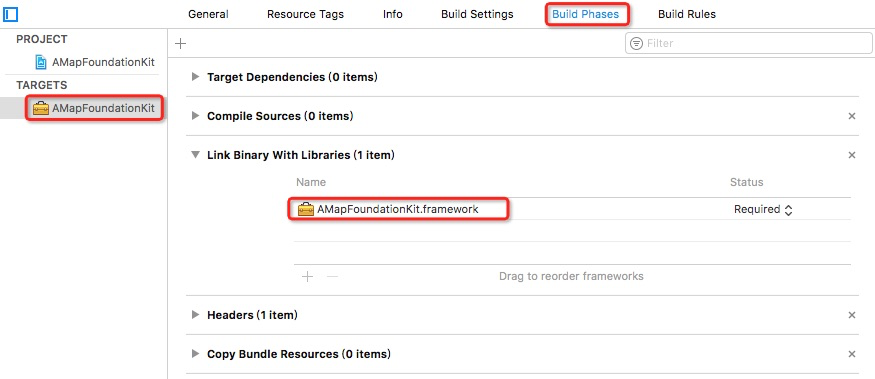 General Resource Tags Info Build Settings Build Phases Build Rules
PROJECT
AMapFoundationKit
TARGETS
AMapFoundationKit
Filter
Target Dependencies (0 items)
Compile Sources (0 items)
Link Binary With Libraries (1 item)
Name Status
AMapFoundationKit.framework Required
Drag to reorder frameworks
Headers (1 item)
Copy Bundle Resources (0 items)